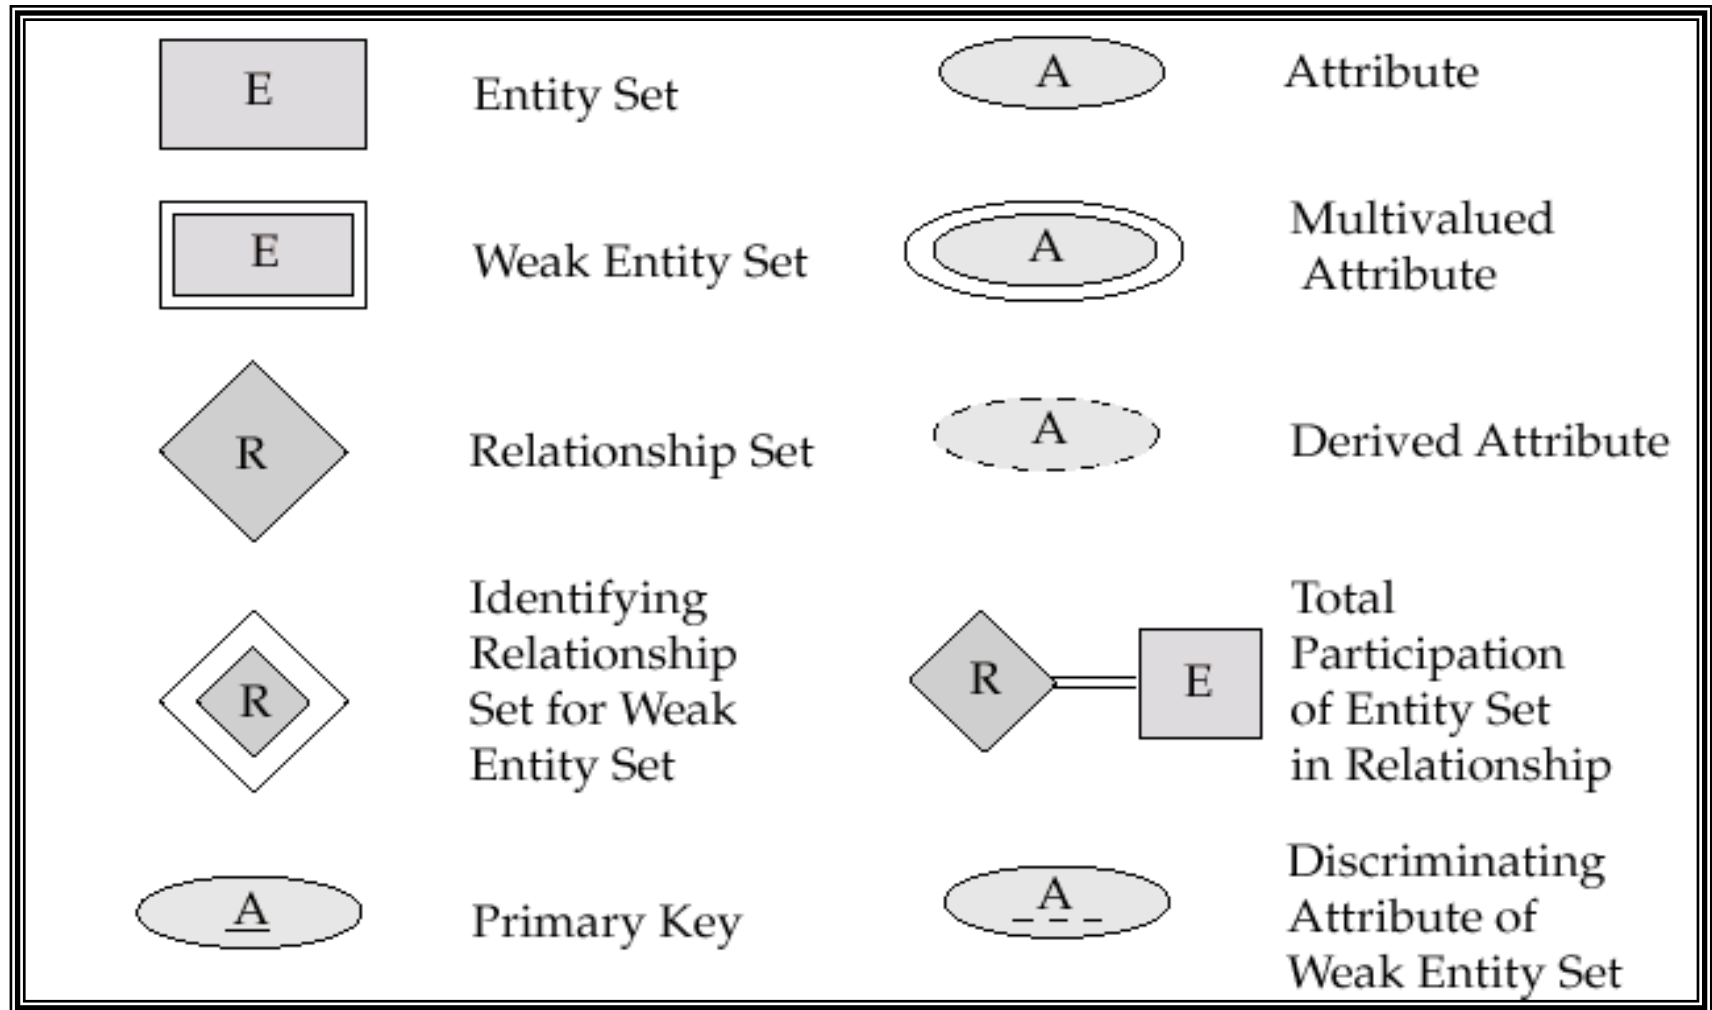 E
Entity Set
A
Attribute
E
Weak Entity Set
A
Multivalued
Attribute
R
Relationship Set
A
Derived Attribute
R
Identifying
Relationship
Set for Weak
Entity Set
R
E
Total
Participation
of Entity Set
in Relationship
A
Primary Key
A
Discriminating
Attribute of
Weak Entity Set